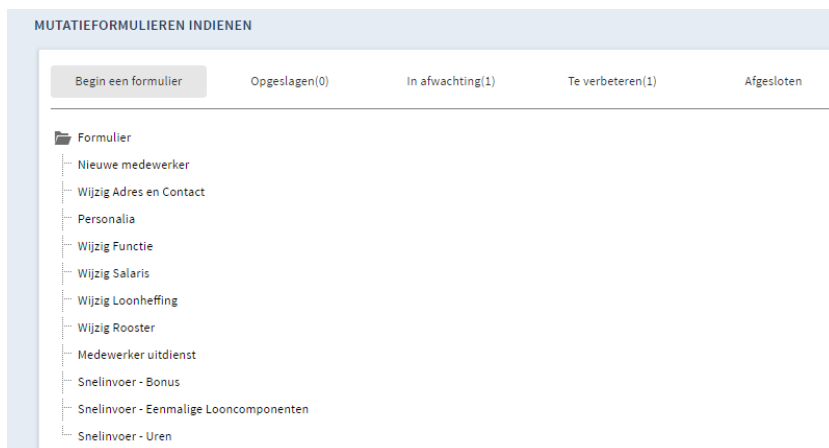 MUTATIEFORMULIEREN INDIENEN
Begin een formulier Opgeslagen(0) In afwachting(1) Te verbeteren(1) Afgesloten
Formulier
Nieuwe medewerker
Wijzig Adres en Contact
Personalia
Wijzig Functie
Wijzig Salaris
Wijzig Loonheffing
Wijzig Rooster
Medewerker uitdienst
Snelinvoer - Bonus
Snelinvoer - Eenmalige Looncomponenten
Snelinvoer - Uren